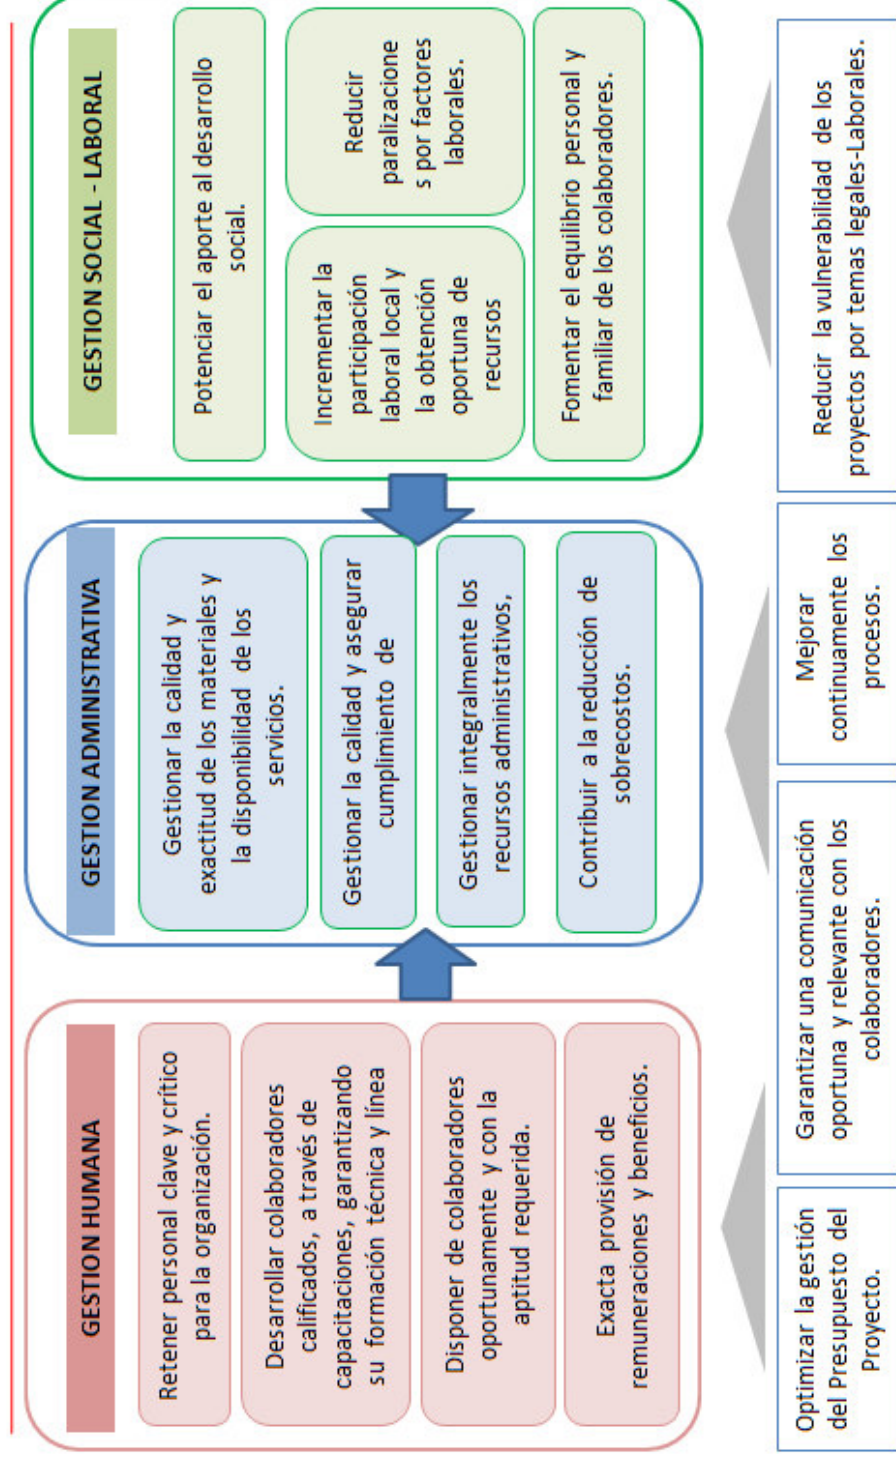 GESTION HUMANA
Retener personal clave y crítico
para la organización.
Desarrollar colaboradores
calificados, a través de
capacitaciones, garantizando
su formación técnica y línea
Disponer de colaboradores
oportunamente y con la
aptitud requerida.
Exacta provisión de
remuneraciones y beneficios.
GESTION ADMINISTRATIVA
Gestionar la calidad y
exactitud de los materiales y
la disponibilidad de los
servicios.
Gestionar la calidad y asegurar
cumplimiento de
Gestionar integralmente los
recursos administrativos,
Contribuir a la reducción de
sobrecostos.
GESTION SOCIAL - LABORAL
Potenciar el aporte al desarrollo
social.
Incrementar la
participación
laboral local y
la obtención
oportuna de
recursos
Reducir
paralizacione
s por factores
laborales.
Fomentar el equilibrio personal y
familiar de los colaboradores.
Optimizar la gestión
del Presupuesto del
Proyecto.
Garantizar una comunicación
oportuna y relevante con los
colaboradores.
Mejorar
continuamente los
procesos.
Reducir la vulnerabilidad de los
proyectos por temas legales-Laborales.